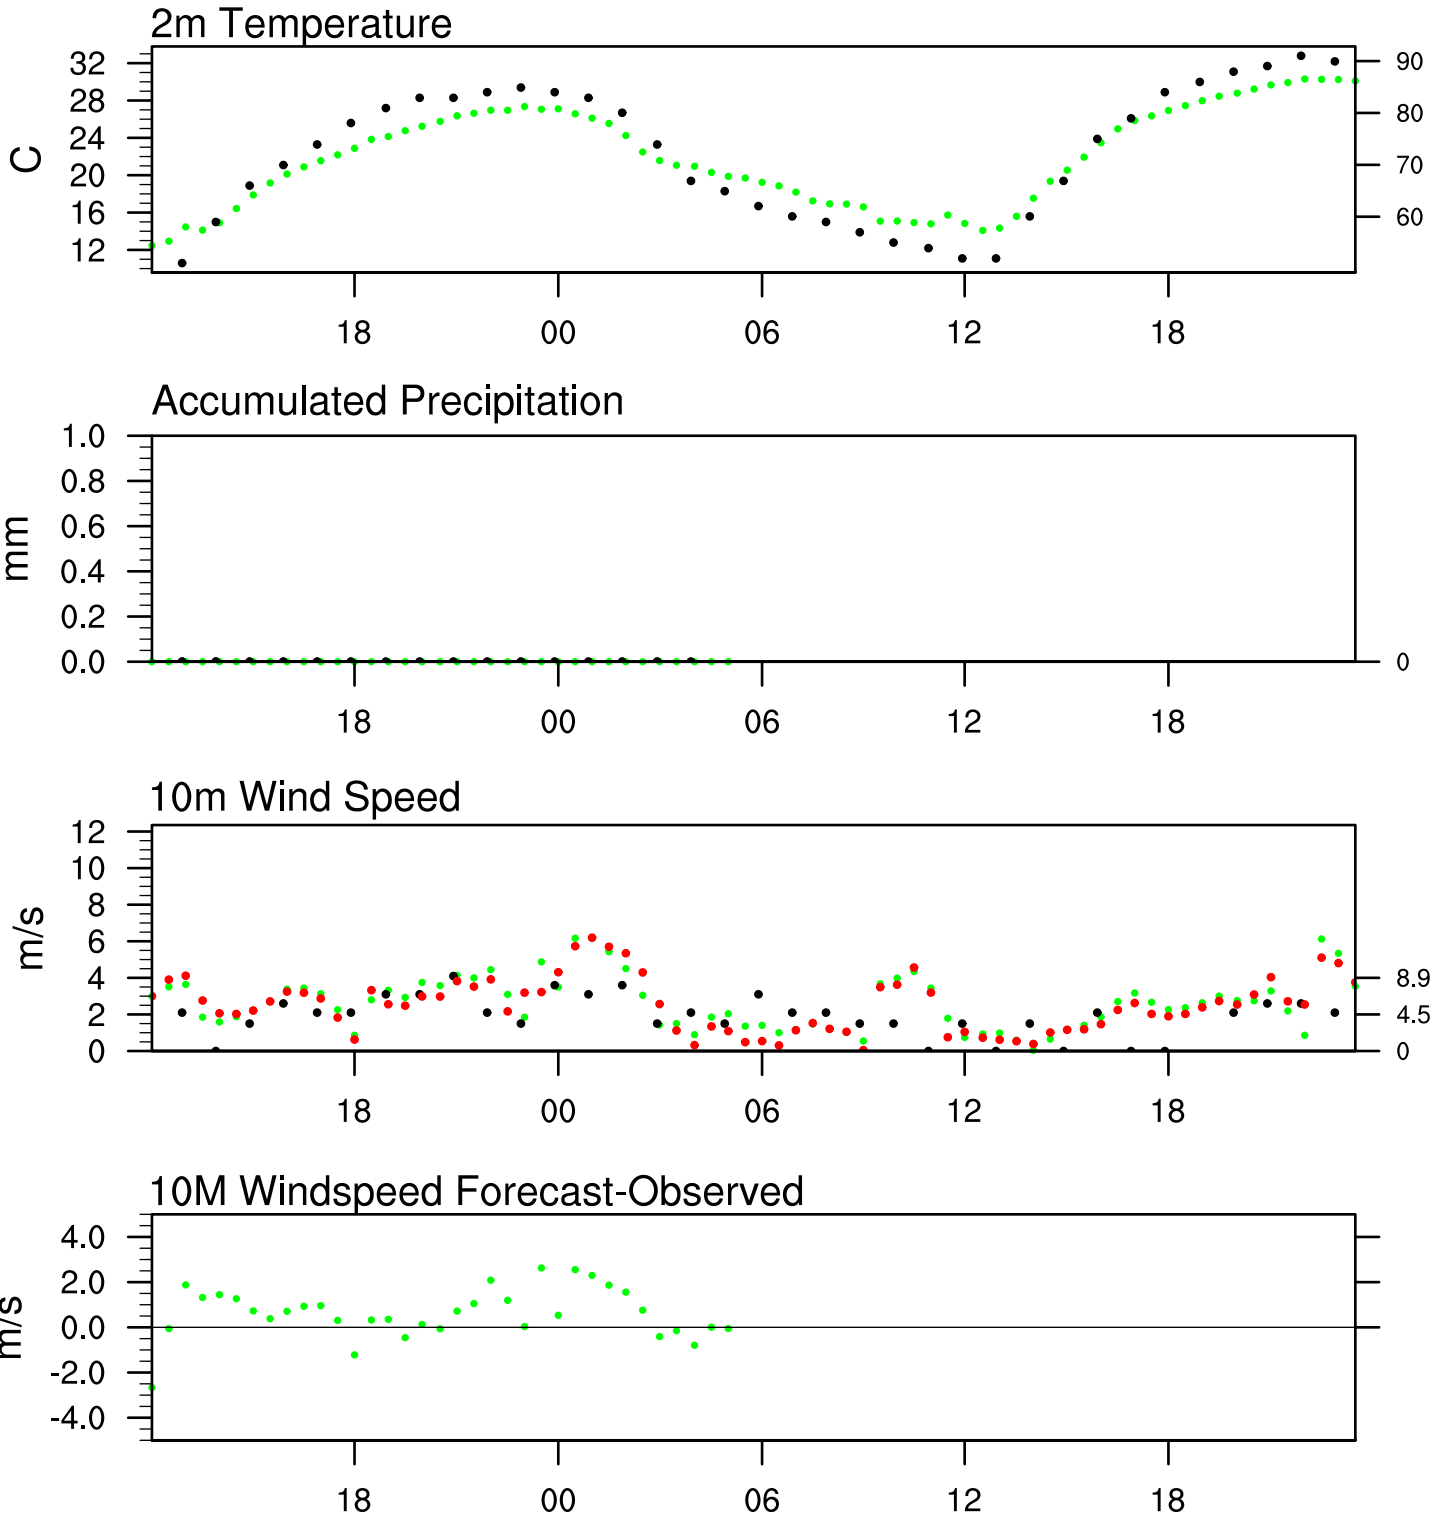 2m Temperature
32
28
24
20
16
12
C
90
80
70
60
18 00 06 12 18
Accumulated Precipitation
1.0
0.8
0.6
0.4
0.2
0.0
mm
0
18 00 06 12 18
10m Wind Speed
12
10
8
6
4
2
0
m/s
8.9
4.5
0
18 00 06 12 18
10M Windspeed Forecast-Observed
4.0
2.0
0.0
-2.0
-4.0
m/s
18 00 06 12 18